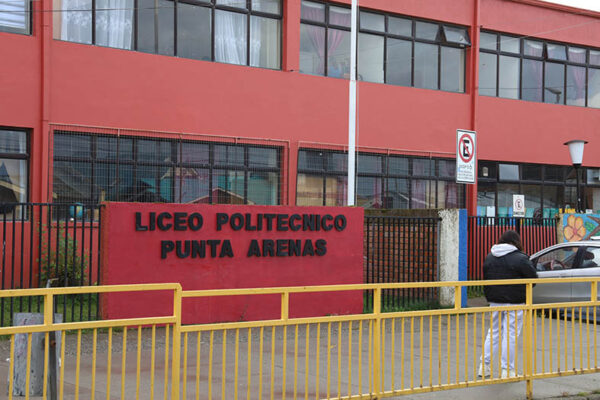 LICEO POLITECNICO
PUNTA ARENAS
E